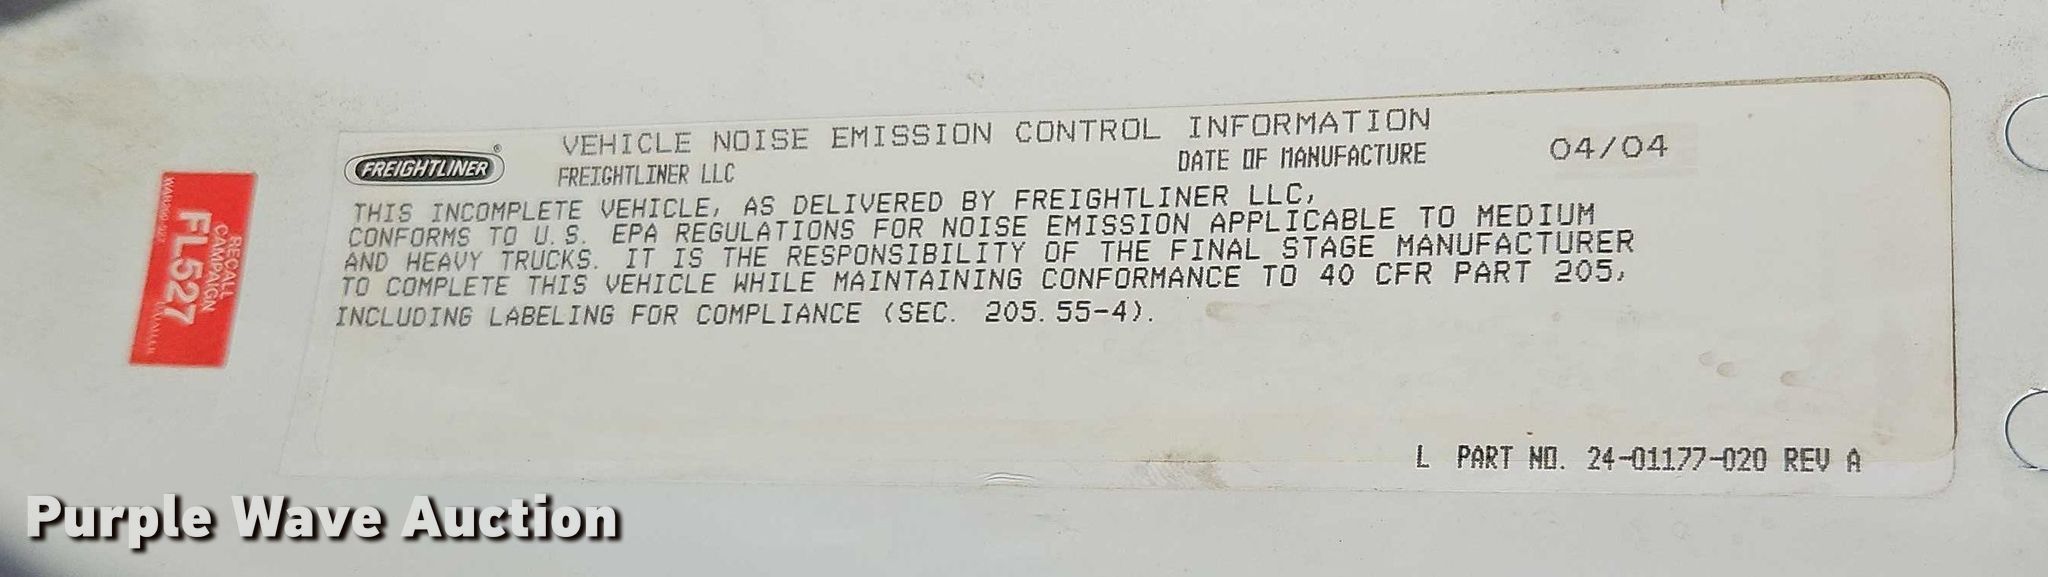 FREIGHTLINER
®
VEHICLE NOISE EMISSION CONTROL INFORMATION
FREIGHTLINER LLC
DATE OF MANUFACTURE
04/04
THIS INCOMPLETE VEHICLE, AS DELIVERED BY FREIGHTLINER LLC,
CONFORMS TO U.S. EPA REGULATIONS FOR NOISE EMISSION APPLICABLE TO MEDIUM
AND HEAVY TRUCKS. IT IS THE RESPONSIBILITY OF THE FINAL STAGE MANUFACTURER
TO COMPLETE THIS VEHICLE WHILE MAINTAINING CONFORMANCE TO 40 CFR PART 205,
INCLUDING LABELING FOR COMPLIANCE (SEC. 205.55-4).
L PART NO. 24-01177-020 REV A
RECALL
CAMPAIGN
FL527
Purple Wave Auction